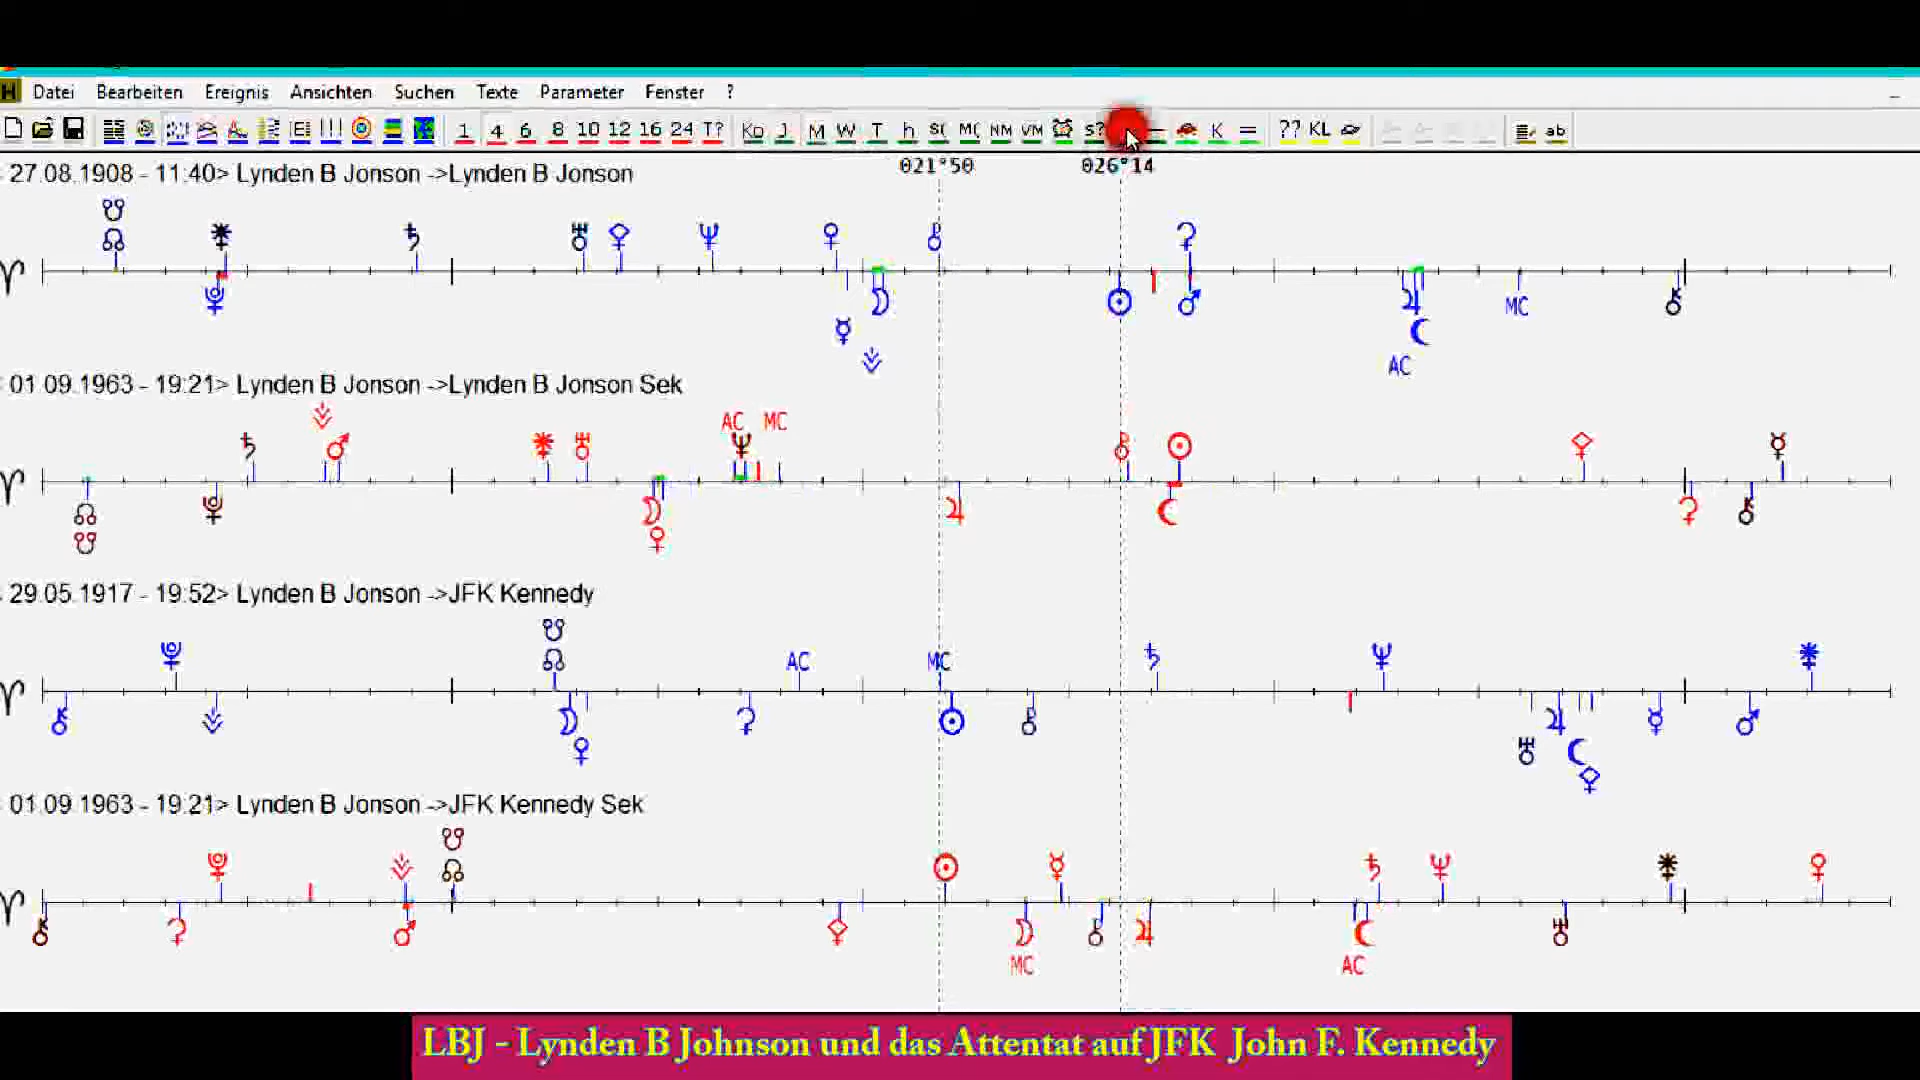 Datei Bearbeiten Ereignis Ansichten Suchen Texte Parameter Fenster ?
1 4 6 8 10 12 16 24 T? Ko J M W T h S( M( NM VM S? K = ?? KL ab
021°50 026°14
27.08.1908 - 11:40> Lynden B Jonson ->Lynden B Jonson
MC
AC
01.09.1963 - 19:21> Lynden B Jonson ->Lynden B Jonson Sek
AC MC
29.05.1917 - 19:52> Lynden B Jonson ->JFK Kennedy
AC MC
01.09.1963 - 19:21> Lynden B Jonson ->JFK Kennedy Sek
MC AC
LBJ - Lynden B Johnson und das Attentat auf JFK John F. Kennedy